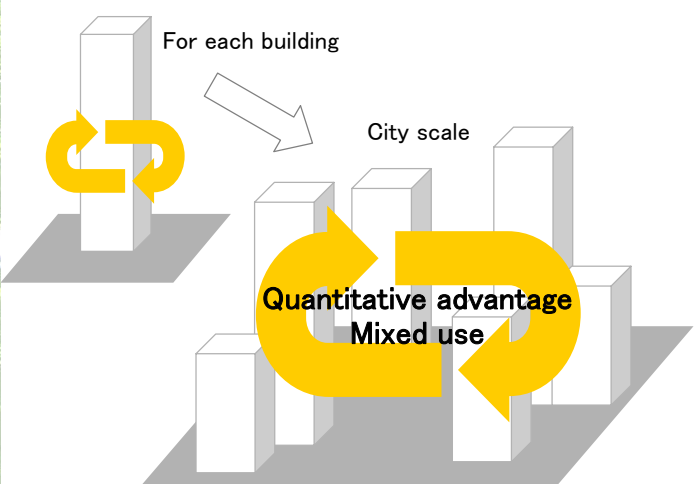 For each building
City scale
Quantitative advantage
Mixed use